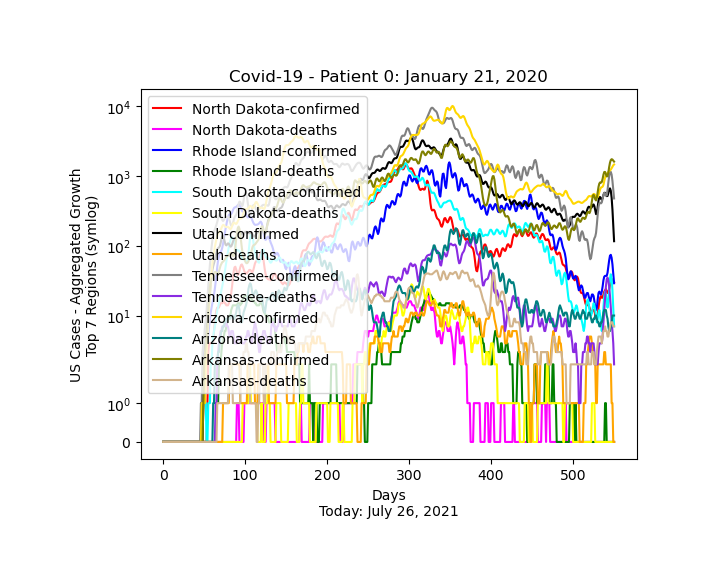 Covid-19 - Patient 0: January 21, 2020
US Cases - Aggregated Growth
Top 7 Regions (symlog)
10⁴
10³
10²
10¹
10⁰
0
North Dakota-confirmed
North Dakota-deaths
Rhode Island-confirmed
Rhode Island-deaths
South Dakota-confirmed
South Dakota-deaths
Utah-confirmed
Utah-deaths
Tennessee-confirmed
Tennessee-deaths
Arizona-confirmed
Arizona-deaths
Arkansas-confirmed
Arkansas-deaths
0 100 200 300 400 500
Days
Today: July 26, 2021